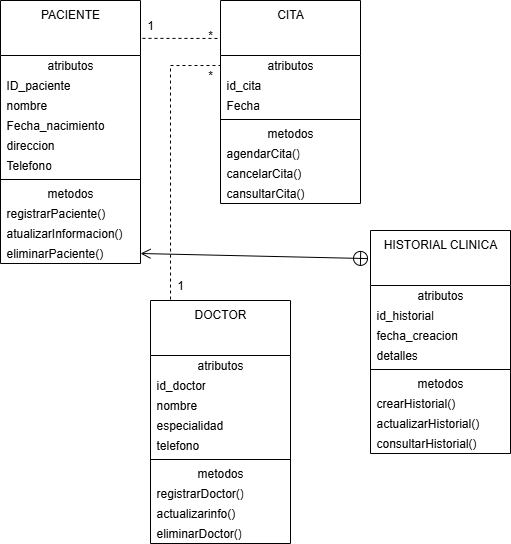 PACIENTE
atributos
ID_paciente
nombre
Fecha_nacimiento
direccion
Telefono
metodos
registrarPaciente()
atualizarInformacion()
eliminarPaciente()
1
*
*
CITA
atributos
id_cita
Fecha
metodos
agendarCita()
cancelarCita()
cansultarCita()
1
DOCTOR
atributos
id_doctor
nombre
especialidad
telefono
metodos
registrarDoctor()
actualizarinfo()
eliminarDoctor()
HISTORIAL CLINICA
atributos
id_historial
fecha_creacion
detalles
metodos
crearHistorial()
actualizarHistorial()
consultarHistorial()